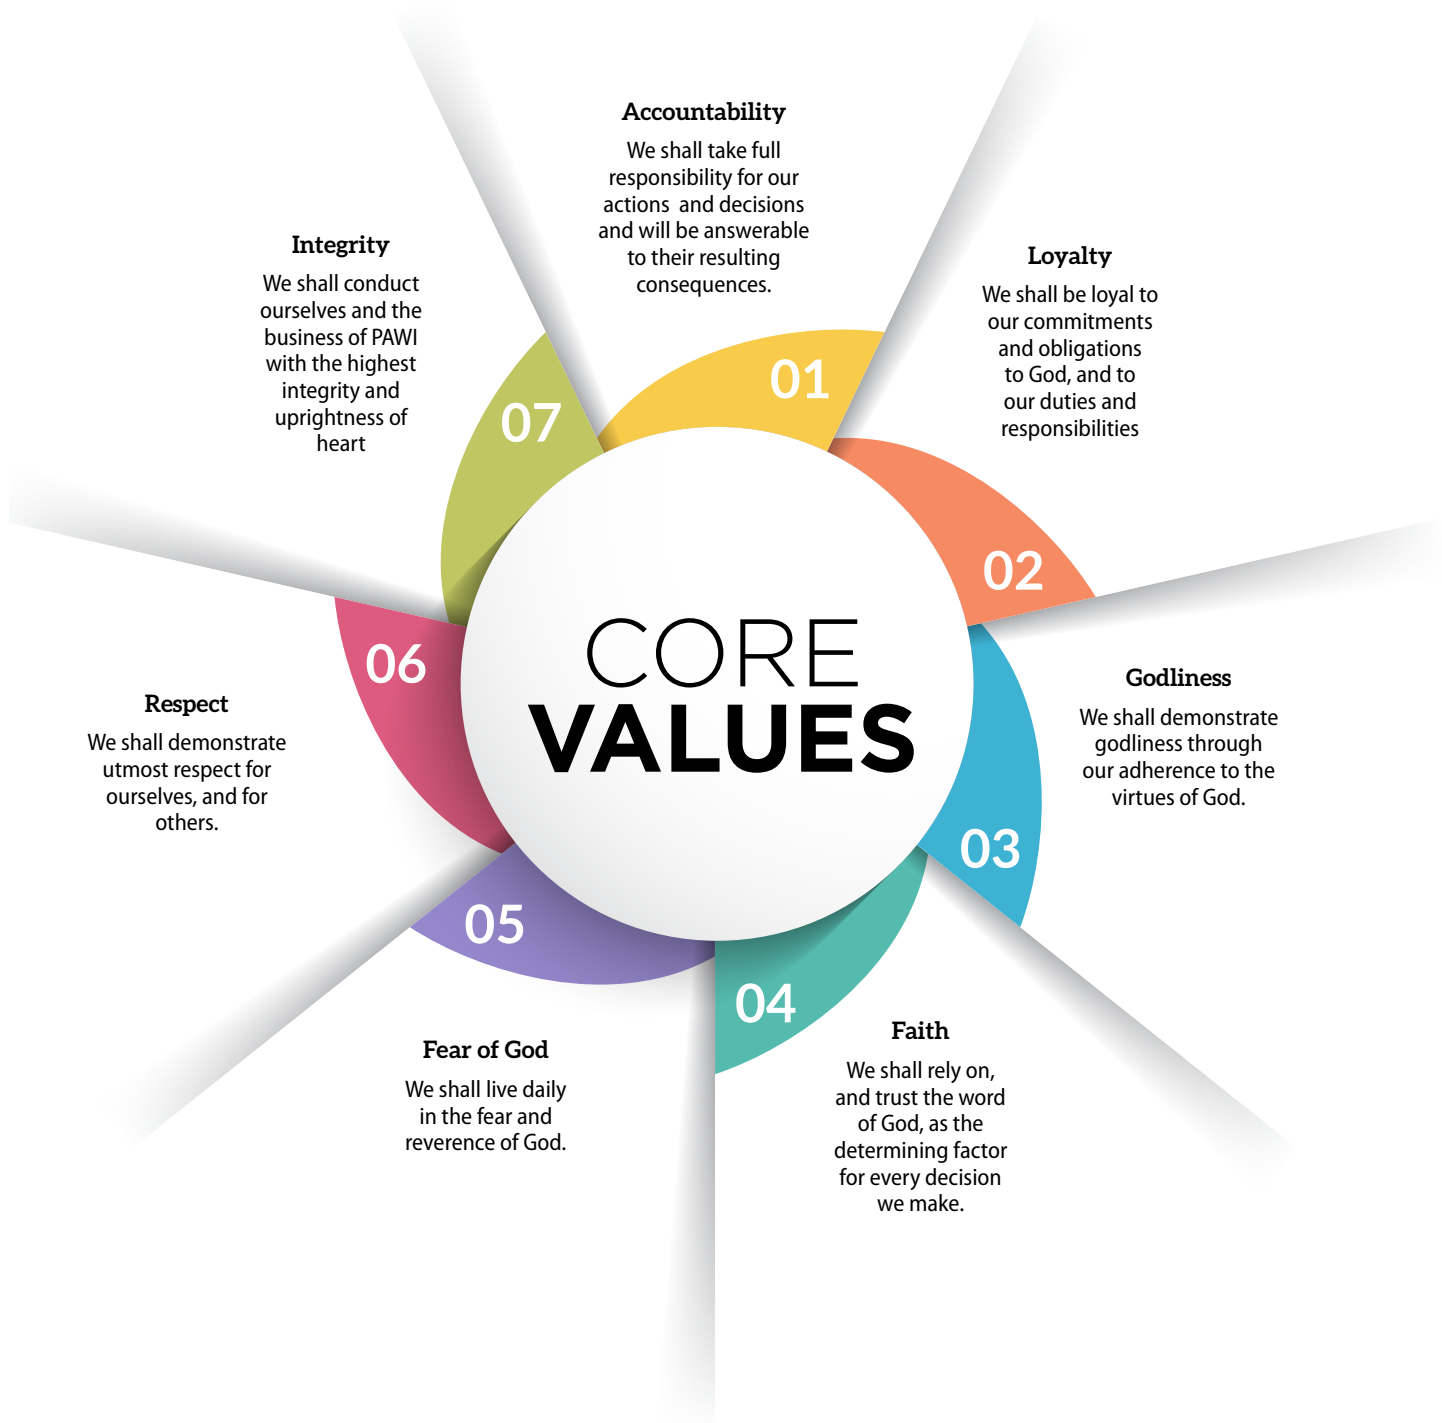 Accountability
We shall take full
responsibility for our
actions and decisions
and will be answerable
to their resulting
consequences.
01
Loyalty
We shall be loyal to
our commitments
and obligations
to God, and to
our duties and
responsibilities
02
Godliness
We shall demonstrate
godliness through
our adherence to the
virtues of God.
03
Faith
We shall rely on,
and trust the word
of God, as the
determining factor
for every decision
we make.
04
Fear of God
We shall live daily
in the fear and
reverence of God.
05
Respect
We shall demonstrate
utmost respect for
ourselves, and for
others.
06
Integrity
We shall conduct
ourselves and the
business of PAWI
with the highest
integrity and
uprightness of
heart
07
CORE
VALUES